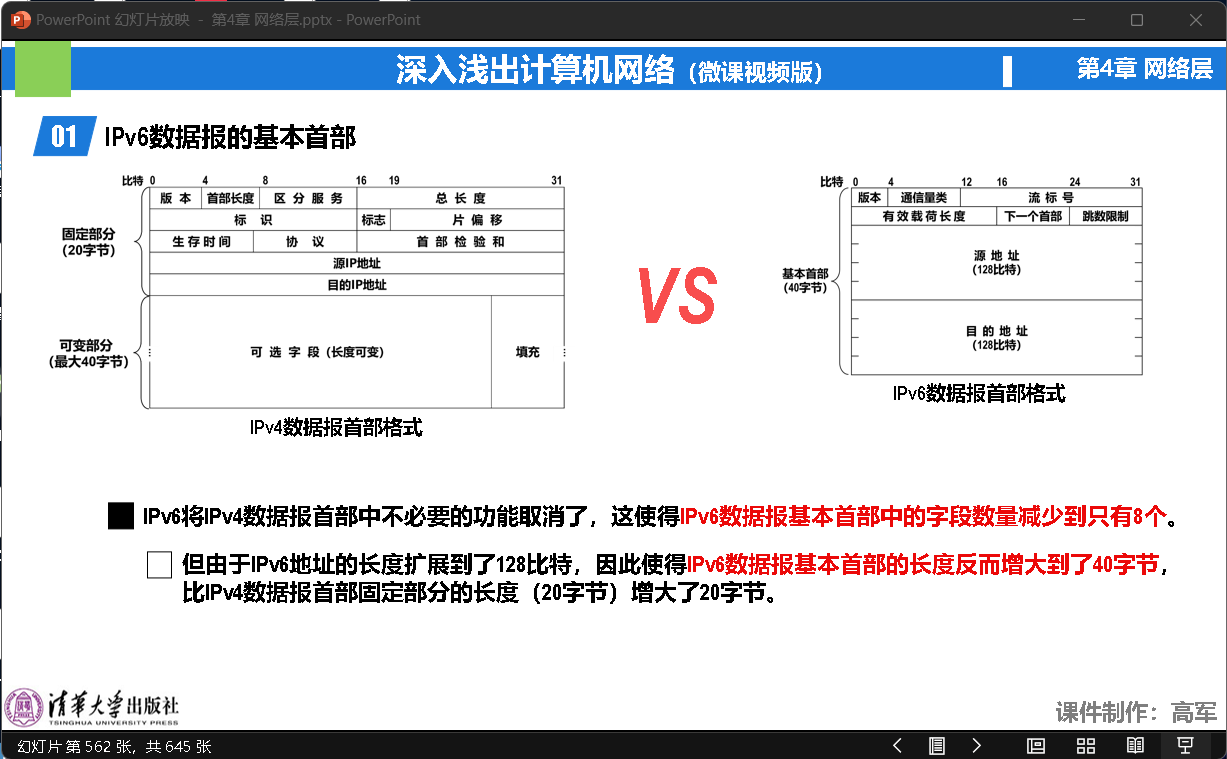 PowerPoint 幻灯片放映 - 第4章 网络层.pptx - PowerPoint
深入浅出计算机网络（微课视频版）
第4章 网络层
01 IPv6数据报的基本首部
比特 0 4 8 16 19 31
版 本 首部长度 区 分 服 务 总 长 度
标 识 标志 片 偏 移
生 存 时 间 协 议 首 部 检 验 和
源IP地址
目的IP地址
可 选 字 段（长度可变） 填充
固定部分
（20字节）
可变部分
（最大40字节）
IPv4数据报首部格式
VS
比特 0 4 12 16 24 31
版本 通信量类 流 标 号
有 效 载 荷 长 度 下一个首部 跳数限制
源 地 址
（128比特）
目 的 地 址
（128比特）
基本首部
（40字节）
IPv6数据报首部格式
IPv6将IPv4数据报首部中不必要的功能取消了，这使得IPv6数据报基本首部中的字段数量减少到只有8个。
但由于IPv6地址的长度扩展到了128比特，因此使得IPv6数据报基本首部的长度反而增大到了40字节，
比IPv4数据报首部固定部分的长度（20字节）增大了20字节。
清华大学出版社
TSINGHUA UNIVERSITY PRESS
课件制作：高军
幻灯片 第 562 张，共 645 张